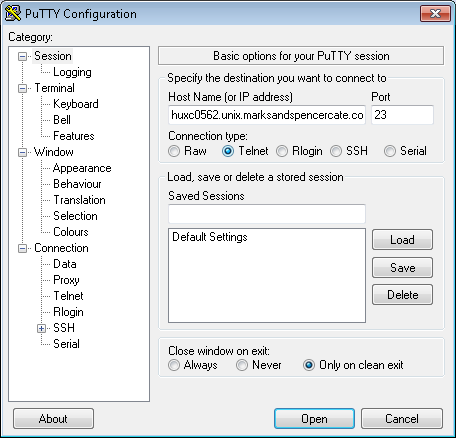 PuTTY Configuration
Category:
Session
Logging
Terminal
Keyboard
Bell
Features
Window
Appearance
Behaviour
Translation
Selection
Colours
Connection
Data
Proxy
Telnet
Rlogin
SSH
Serial
Basic options for your PuTTY session
Specify the destination you want to connect to
Host Name (or IP address) Port
huxc0562.unix.marksandspencercate.co 23
Connection type:
Raw Telnet Rlogin SSH Serial
Load, save or delete a stored session
Saved Sessions
Default Settings
Load
Save
Delete
Close window on exit:
Always Never Only on clean exit
About Open Cancel